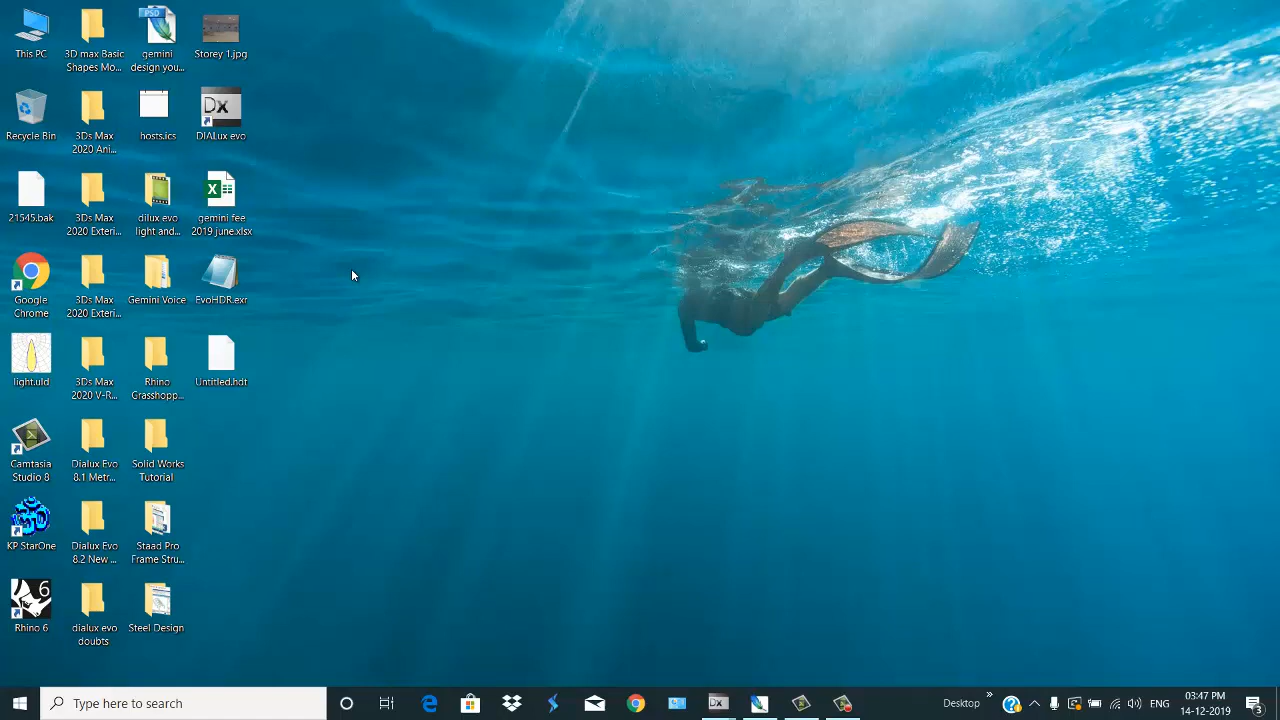 This PC
3D max Basic
Shapes Mo...
PSD
gemini
design you...
Storey 1.jpg
Recycle Bin
3Ds Max
2020 Ani...
hosts.ics
Dx
DIALux evo
21545.bak
3Ds Max
2020 Exteri...
dilux evo
light and...
X
gemini fee
2019 june.xlsx
Google
Chrome
3Ds Max
2020 Exteri...
Gemini Voice
EvoHDR.exr
light.uld
3Ds Max
2020 V-R...
Rhino
Grasshopp...
Untitled.hdt
Camtasia
Studio 8
Dialux Evo
8.1 Metr...
Solid Works
Tutorial
KP StarOne
Dialux Evo
8.2 New ...
Staad Pro
Frame Stru...
6
Rhino 6
dialux evo
doubts
Steel Design
Type here to search
Dx
Desktop
»
ENG
03:47 PM
14-12-2019
3